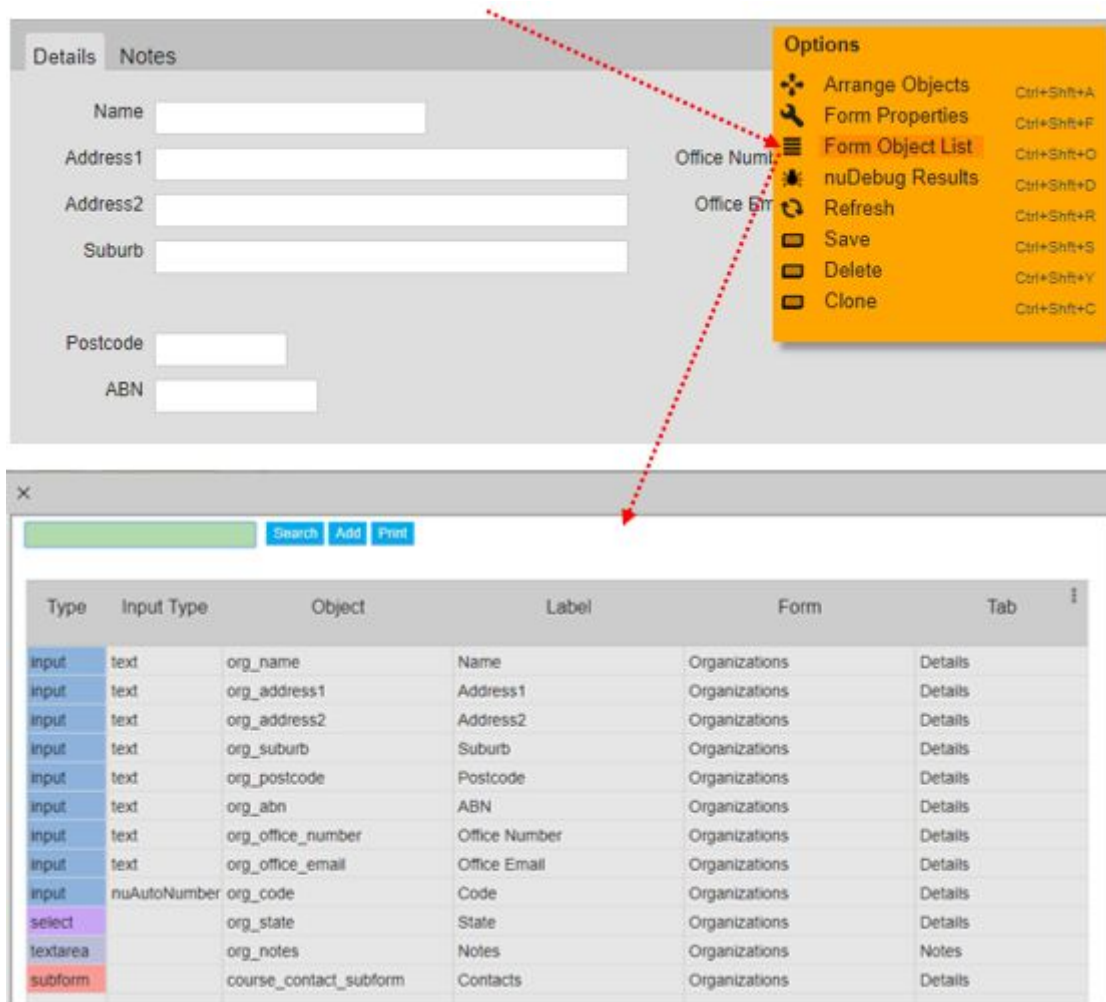 Details Notes
Name
Address1
Address2
Suburb
Postcode
ABN
Office Numb
Office Em
Options
Arrange Objects Ctrl+Shft+A
Form Properties Ctrl+Shft+F
Form Object List Ctrl+Shft+O
nuDebug Results Ctrl+Shft+D
Refresh Ctrl+Shft+R
Save Ctrl+Shft+S
Delete Ctrl+Shft+Y
Clone Ctrl+Shft+C
Search Add Print
Type Input Type Object Label Form Tab
input text org_name Name Organizations Details
input text org_address1 Address1 Organizations Details
input text org_address2 Address2 Organizations Details
input text org_suburb Suburb Organizations Details
input text org_postcode Postcode Organizations Details
input text org_abn ABN Organizations Details
input text org_office_number Office Number Organizations Details
input text org_office_email Office Email Organizations Details
input nuAutoNumber org_code Code Organizations Details
select org_state State Organizations Details
textarea org_notes Notes Organizations Notes
subform course_contact_subform Contacts Organizations Details